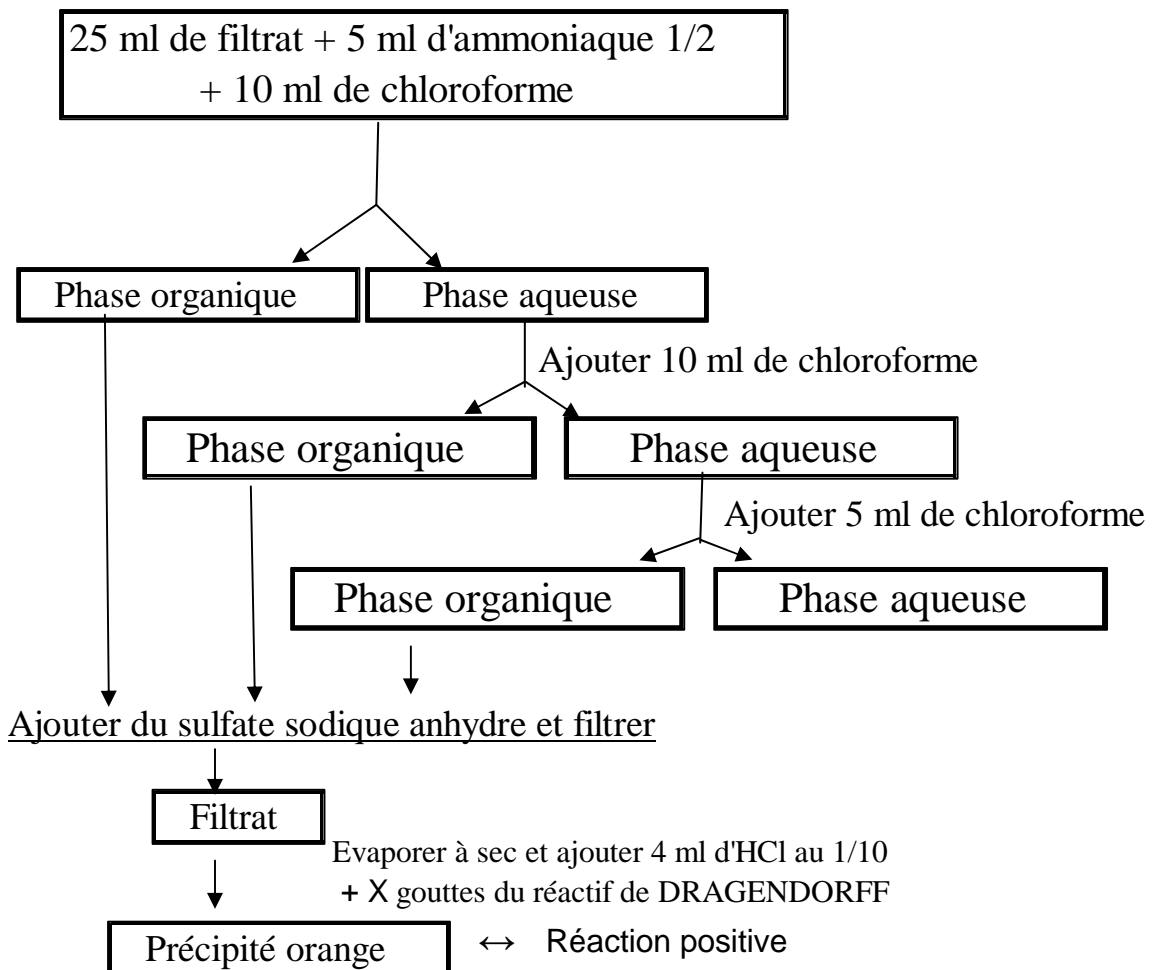 25 ml de filtrat + 5 ml d'ammoniaque 1/2
+ 10 ml de chloroforme
Phase organique
Phase aqueuse
Ajouter 10 ml de chloroforme
Phase organique
Phase aqueuse
Ajouter 5 ml de chloroforme
Phase organique
Phase aqueuse
Ajouter du sulfate sodique anhydre et filtrer
Filtrat
Evaporer à sec et ajouter 4 ml d'HCl au 1/10
+ X gouttes du réactif de DRAGENDORFF
Précipité orange ↔ Réaction positive